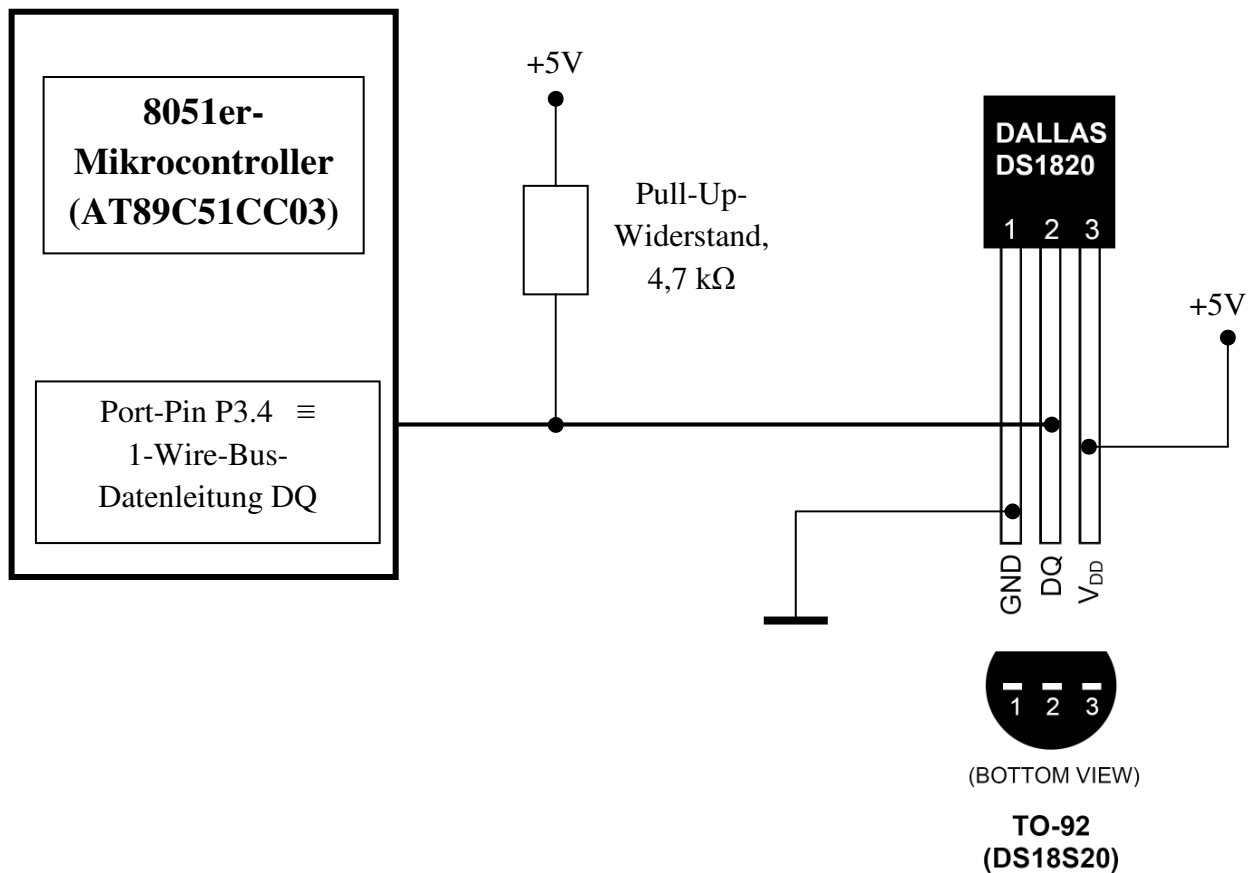 8051er-
Mikrocontroller
(AT89C51CC03)
Port-Pin P3.4 ≡
1-Wire-Bus-
Datenleitung DQ
+5V
Pull-Up-
Widerstand,
4,7 kΩ
DALLAS
DS1820
1 2 3
+5V
GND
DQ
VDD
1 2 3
(BOTTOM VIEW)
TO-92
(DS18S20)